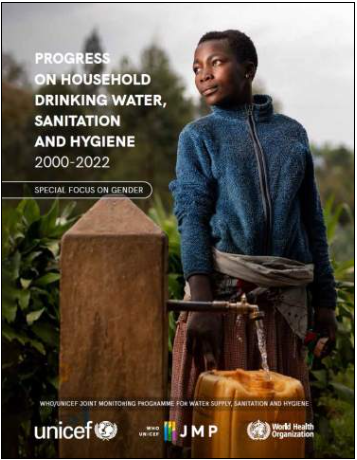 PROGRESS
ON HOUSEHOLD
DRINKING WATER,
SANITATION
AND HYGIENE
2000-2022
SPECIAL FOCUS ON GENDER
WHO/UNICEF JOINT MONITORING PROGRAMME FOR WATER SUPPLY, SANITATION AND HYGIENE
unicef
WHO
UNICEF
JMP
World Health
Organization